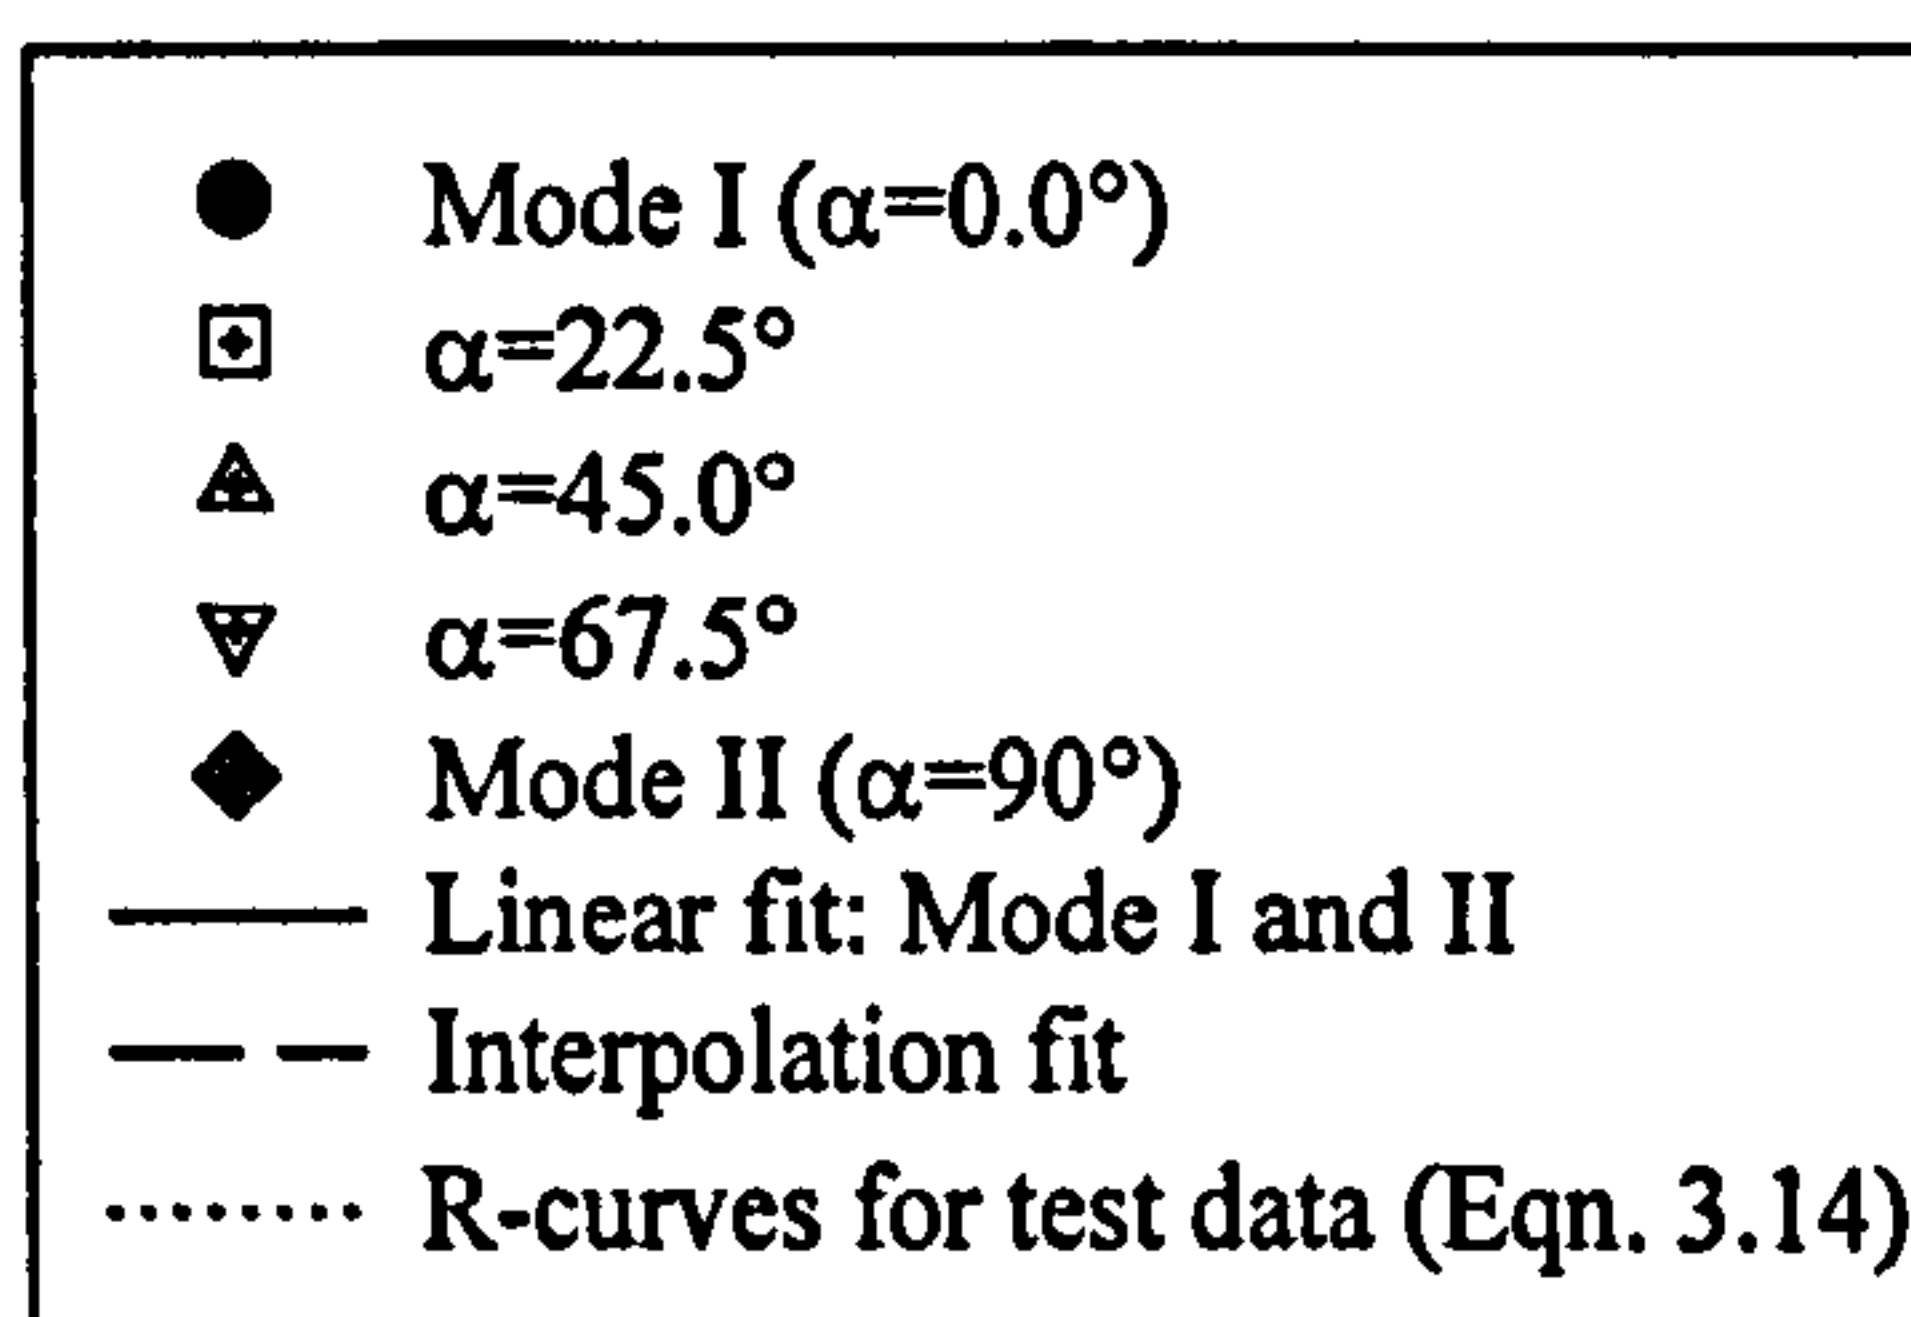 Mode I (α=0.0°)
α=22.5°
α=45.0°
α=67.5°
Mode II (α=90°)
Linear fit: Mode I and II
Interpolation fit
R-curves for test data (Eqn. 3.14)